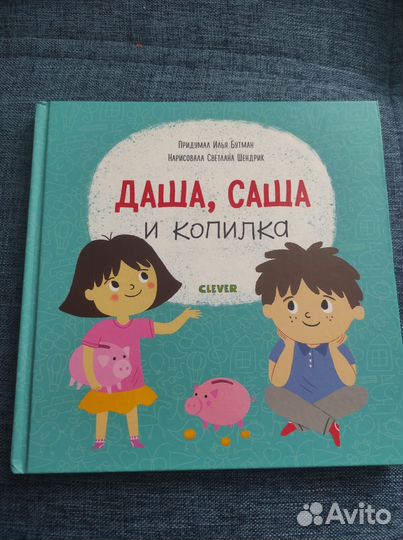 Придумал Илья Бутман
Нарисовала Светлана Шендрик
ДАША, САША
и копилка
CLEVER
Avito